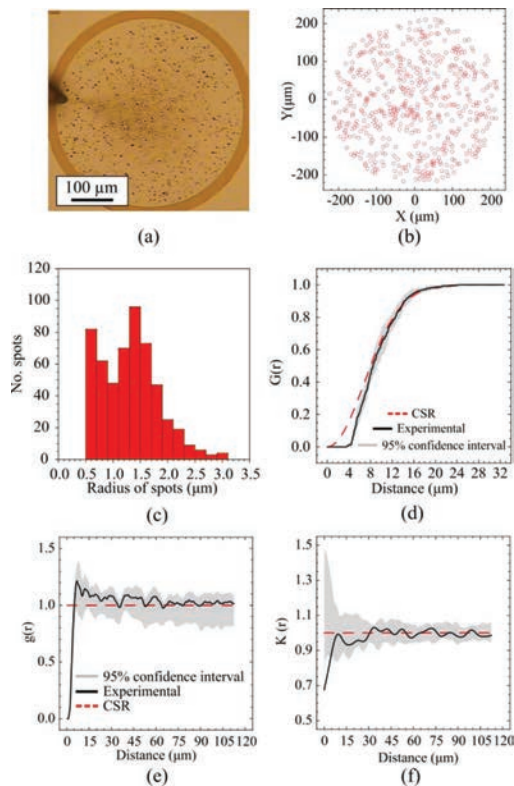 100 μm
(a)
Y(μm)
200
100
0
-100
-200
-200 -100 0 100 200
X (μm)
(b)
No. spots
120
100
80
60
40
20
0
0.0 0.5 1.0 1.5 2.0 2.5 3.0 3.5
Radius of spots (μm)
(c)
G(r)
1.0
0.8
0.6
0.4
0.2
0.0
CSR
Experimental
95% confidence interval
0 4 8 12 16 20 24 28 32
Distance (μm)
(d)
g(r)
1.5
1.0
0.5
0.0
95% confidence interval
Experimental
CSR
0 15 30 45 60 75 90 105
Distance (μm)
(e)
K (r)
1.5
1.3
1.1
0.9
0.7
0.5
0 15 30 45 60 75 90 105
Distance (μm)
(f)